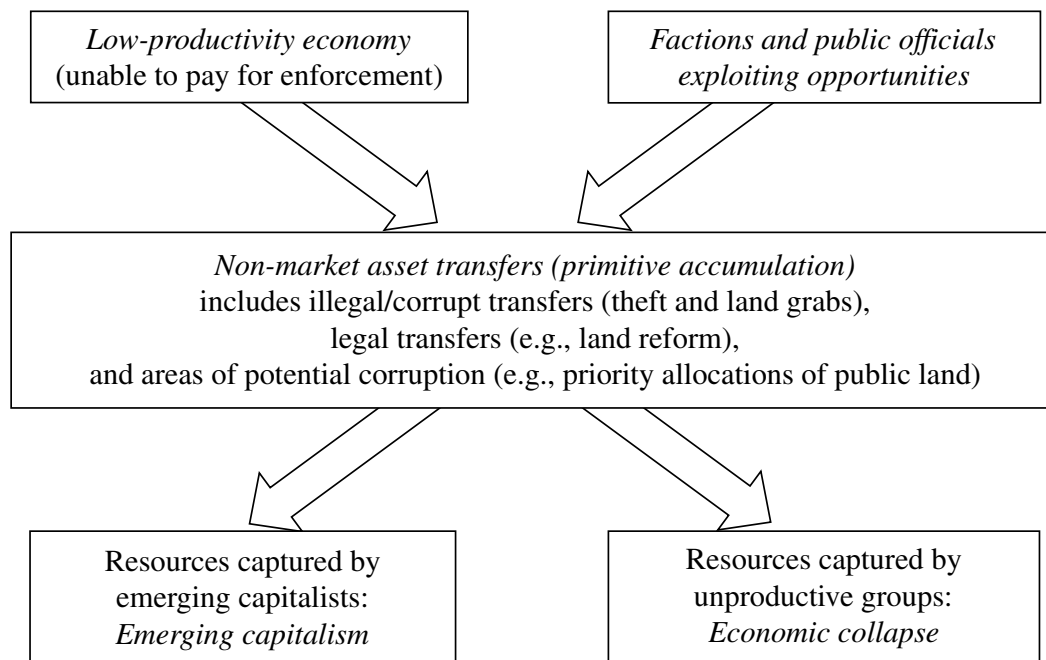 Low-productivity economy
(unable to pay for enforcement)
Factions and public officials
exploiting opportunities
Non-market asset transfers (primitive accumulation)
includes illegal/corrupt transfers (theft and land grabs),
legal transfers (e.g., land reform),
and areas of potential corruption (e.g., priority allocations of public land)
Resources captured by
emerging capitalists:
Emerging capitalism
Resources captured by
unproductive groups:
Economic collapse